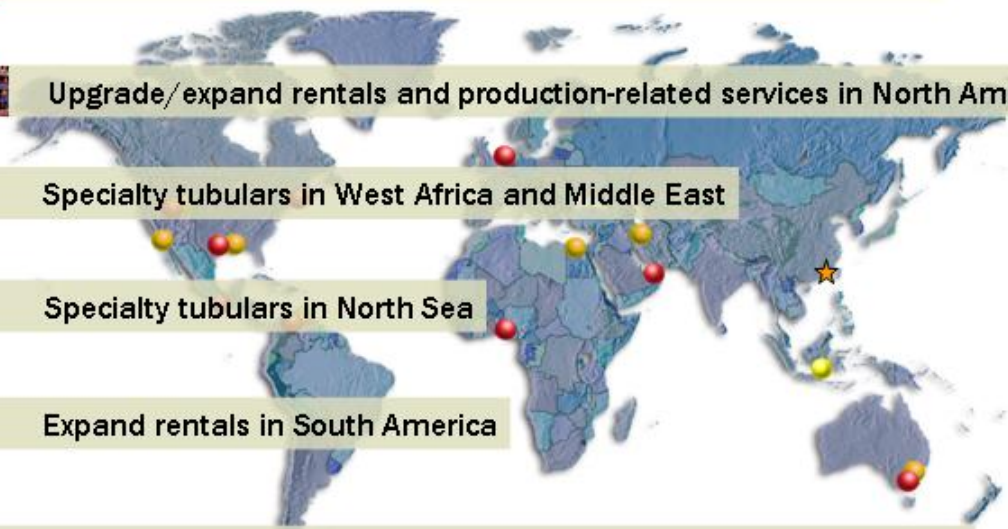 Upgrade/expand rentals and production-related services in North Am
Specialty tubulars in West Africa and Middle East
Specialty tubulars in North Sea
Expand rentals in South America